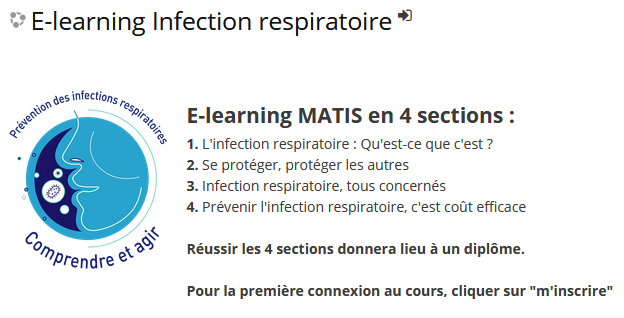 E-learning Infection respiratoire
Prévention des infections respiratoires
Comprendre et agir
E-learning MATIS en 4 sections :
1. L'infection respiratoire : Qu'est-ce que c'est ?
2. Se protéger, protéger les autres
3. Infection respiratoire, tous concernés
4. Prévenir l'infection respiratoire, c'est coût efficace
Réussir les 4 sections donnera lieu à un diplôme.
Pour la première connexion au cours, cliquer sur "m'inscrire"